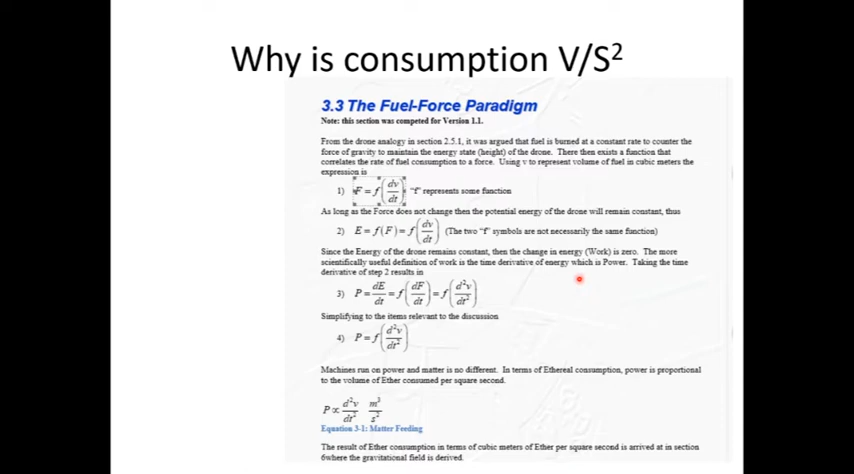 Why is consumption V/S²
3.3 The Fuel-Force Paradigm
Note: this section was competed for Version 1.1.
From the drone analogy in section 2.5.1, it was argued that fuel is burned at a constant rate to counter the
force of gravity to maintain the energy state (height) of the drone. There then exists a function that
correlates the rate of fuel consumption to a force. Using v to represent volume of fuel in cubic meters the
expression is
1) F = f(dv/dt) "f" represents some function
As long as the Force does not change then the potential energy of the drone will remain constant, thus
2) E = f(F) = f(dv/dt) (The two "f" symbols are not necessarily the same function)
Since the Energy of the drone remains constant, then the change in energy (Work) is zero. The more
scientifically useful definition of work is the time derivative of energy which is Power. Taking the time
derivative of step 2 results in
3) P = dE/dt = f(dF/dt) = f(d²v/dt²)
Simplifying to the items relevant to the discussion
4) P = f(d²v/dt²)
Machines run on power and matter is no different. In terms of Ethereal consumption, power is proportional
to the volume of Ether consumed per square second.
P ∝ d²v/dt² m³/s²
Equation 3-1: Matter Feeding
The result of Ether consumption in terms of cubic meters of Ether per square second is arrived at in section
6where the gravitational field is derived.